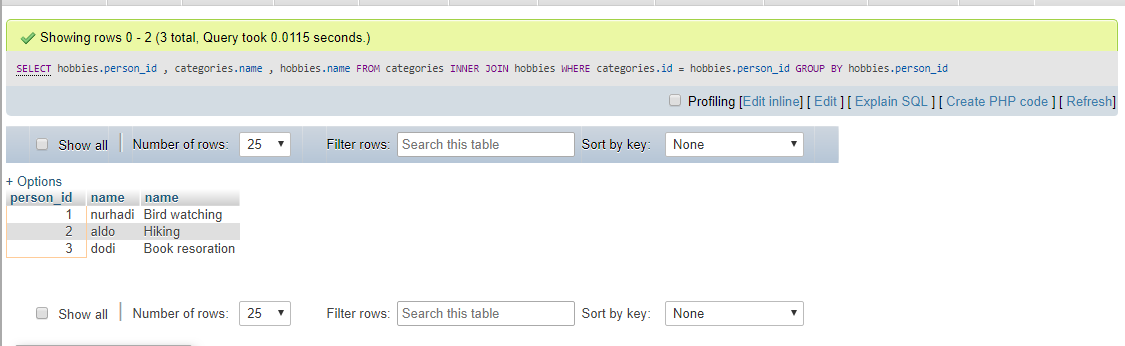 Showing rows 0 - 2 (3 total, Query took 0.0115 seconds.)
SELECT hobbies.person_id , categories.name , hobbies.name FROM categories INNER JOIN hobbies WHERE categories.id = hobbies.person_id GROUP BY hobbies.person_id
Profiling [Edit inline] [ Edit ] [ Explain SQL ] [ Create PHP code ] [ Refresh]
Show all Number of rows: 25 Filter rows: Search this table Sort by key: None
+ Options
person_id name name
1 nurhadi Bird watching
2 aldo Hiking
3 dodi Book resoration
Show all Number of rows: 25 Filter rows: Search this table Sort by key: None